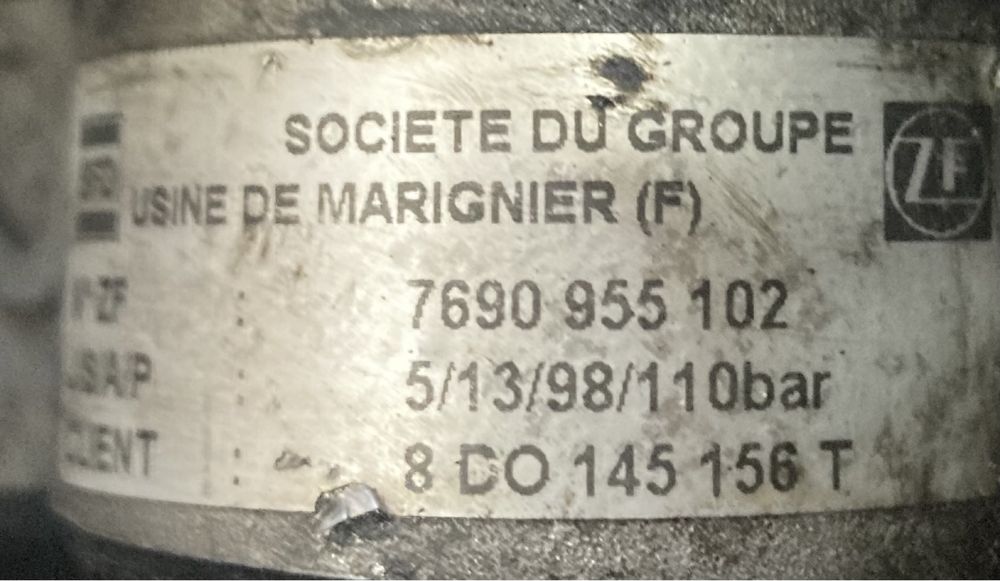 SOCIETE DU GROUPE
ZF
USINE DE MARIGNIER (F)
N° ZF : 7690 955 102
: 5/13/98/110bar
CLIENT : 8 DO 145 156 T